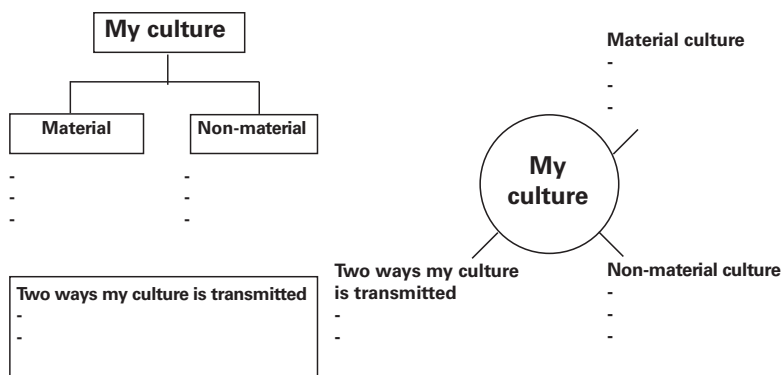 My culture
Material
Non-material
-
-
-
-
-
-
Two ways my culture is transmitted
-
-
Material culture
-
-
-
My
culture
Two ways my culture
is transmitted
-
-
Non-material culture
-
-
-